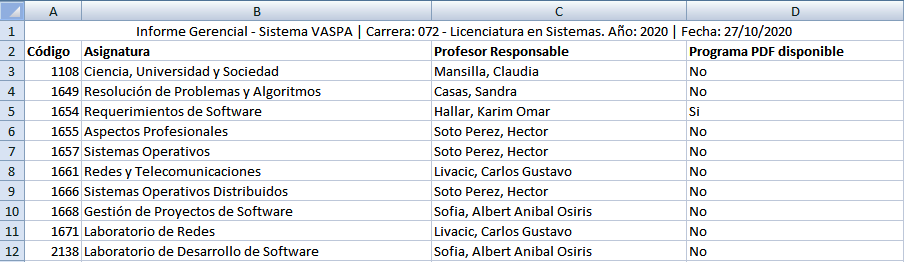 A B C D
1 Informe Gerencial - Sistema VASPA | Carrera: 072 - Licenciatura en Sistemas. Año: 2020 | Fecha: 27/10/2020
2 Código Asignatura Profesor Responsable Programa PDF disponible
3 1108 Ciencia, Universidad y Sociedad Mansilla, Claudia No
4 1649 Resolución de Problemas y Algoritmos Casas, Sandra No
5 1654 Requerimientos de Software Hallar, Karim Omar Si
6 1655 Aspectos Profesionales Soto Perez, Hector No
7 1657 Sistemas Operativos Soto Perez, Hector No
8 1661 Redes y Telecomunicaciones Livacic, Carlos Gustavo No
9 1666 Sistemas Operativos Distribuidos Soto Perez, Hector No
10 1668 Gestión de Proyectos de Software Sofia, Albert Anibal Osiris No
11 1671 Laboratorio de Redes Livacic, Carlos Gustavo No
12 2138 Laboratorio de Desarrollo de Software Sofia, Albert Anibal Osiris No